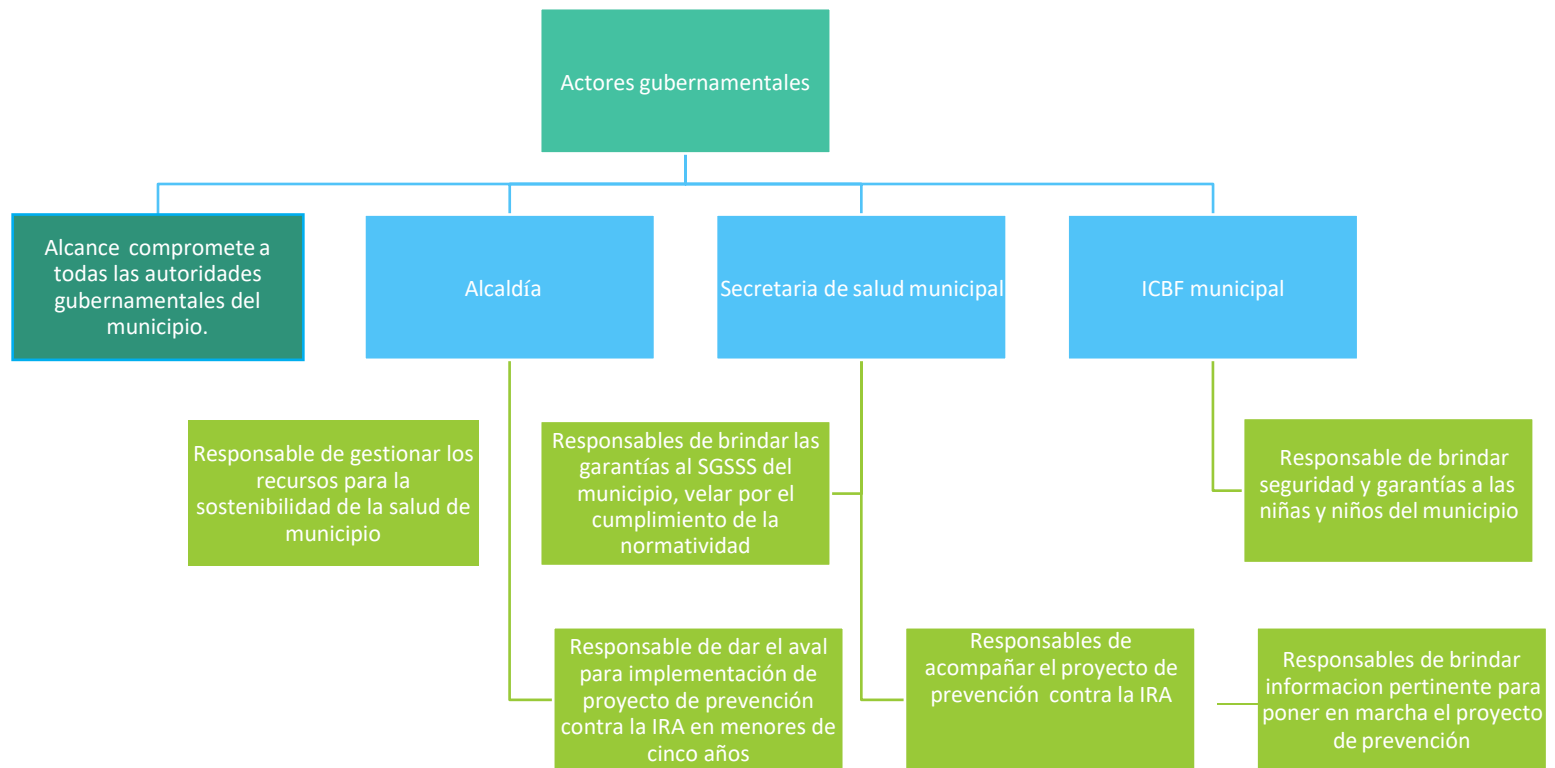 Actores gubernamentales
Alcance compromete a
todas las autoridades
gubernamentales del
municipio.
Alcaldía
Secretaria de salud municipal
ICBF municipal
Responsable de gestionar los
recursos para la
sostenibilidad de la salud de
municipio
Responsables de brindar las
garantías al SGSSS del
municipio, velar por el
cumplimiento de la
normatividad
Responsable de brindar
seguridad y garantías a las
niñas y niños del municipio
Responsable de dar el aval
para implementación de
proyecto de prevención
contra la IRA en menores de
cinco años
Responsables de
acompañar el proyecto de
prevención contra la IRA
Responsables de brindar
informacion pertinente para
poner en marcha el proyecto
de prevención